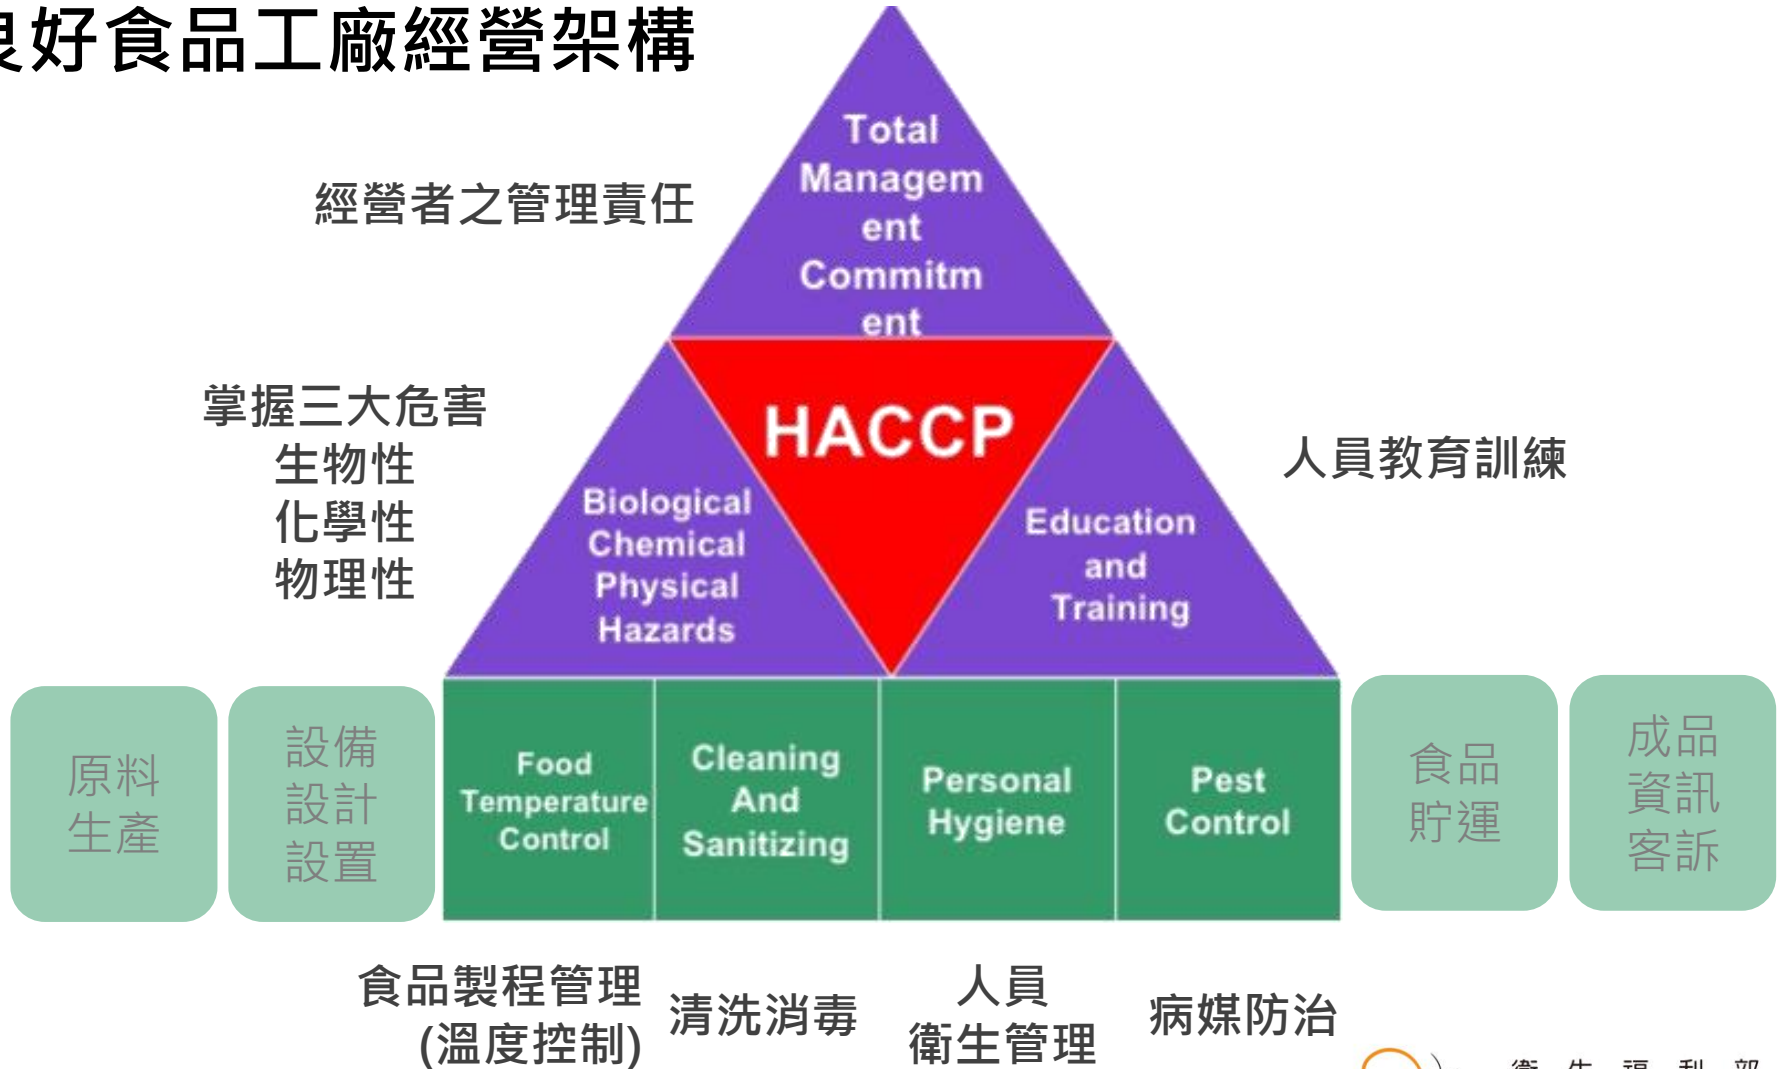 良好食品工廠經營架構
Total
Managem
ent
Commitm
ent
經營者之管理責任
HACCP
掌握三大危害
生物性
化學性
物理性
Biological
Chemical
Physical
Hazards
Education
and
Training
人員教育訓練
原料
生產
設備
設計
設置
Food
Temperature
Control
Cleaning
And
Sanitizing
Personal
Hygiene
Pest
Control
食品
貯運
成品
資訊
客訴
食品製程管理
(溫度控制)
清洗消毒
人員
衛生管理
病媒防治
衛生福利部